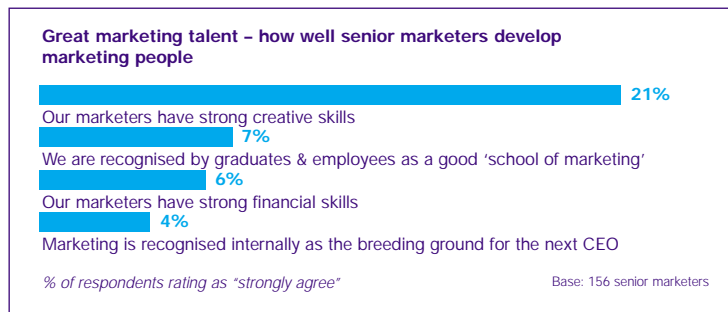 Great marketing talent – how well senior marketers develop
marketing people
21%
Our marketers have strong creative skills
7%
We are recognised by graduates & employees as a good ‘school of marketing’
6%
Our marketers have strong financial skills
4%
Marketing is recognised internally as the breeding ground for the next CEO
% of respondents rating as “strongly agree”
Base: 156 senior marketers